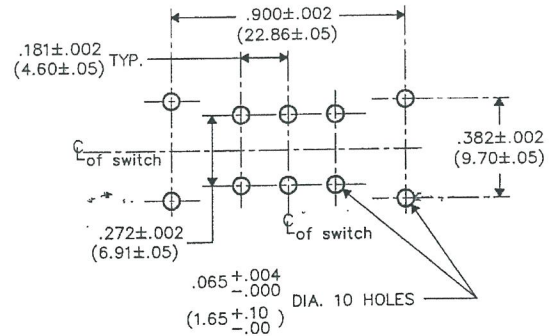 .900±.002
(22.86±.05)
.181±.002
(4.60±.05) TYP.
.382±.002
(9.70±.05)
℄ of switch
℄ of switch
.272±.002
(6.91±.05)
.065 +.004 -.000 DIA. 10 HOLES
(1.65 +.10 -.00)